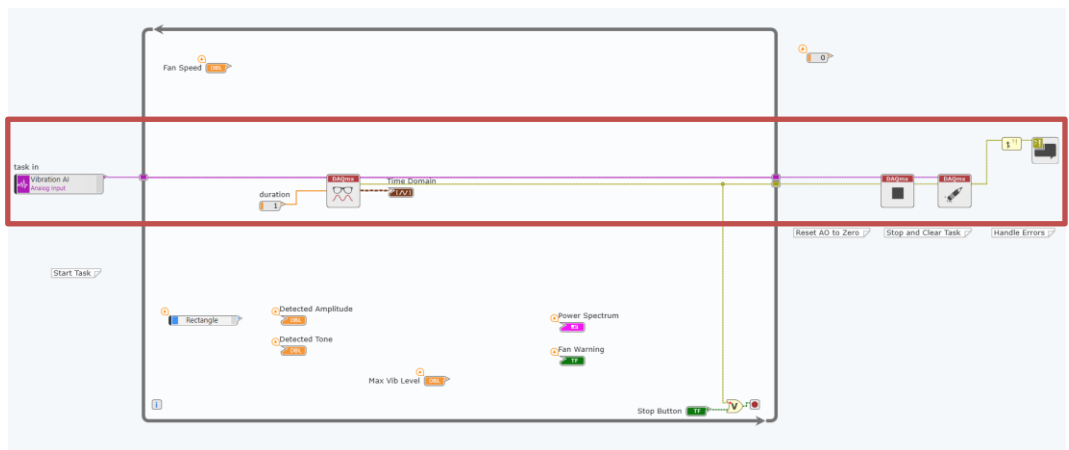 Fan Speed
DBL
0
task in
Vibration AI
Analog Input
duration
1
DAQmx
Time Domain
DAQmx
DAQmx
Reset AO to Zero
Stop and Clear Task
Handle Errors
Start Task
Rectangle
Detected Amplitude
DBL
Detected Tone
DBL
Power Spectrum
Fan Warning
TF
Max Vib Level
DBL
i
Stop Button
TF
V